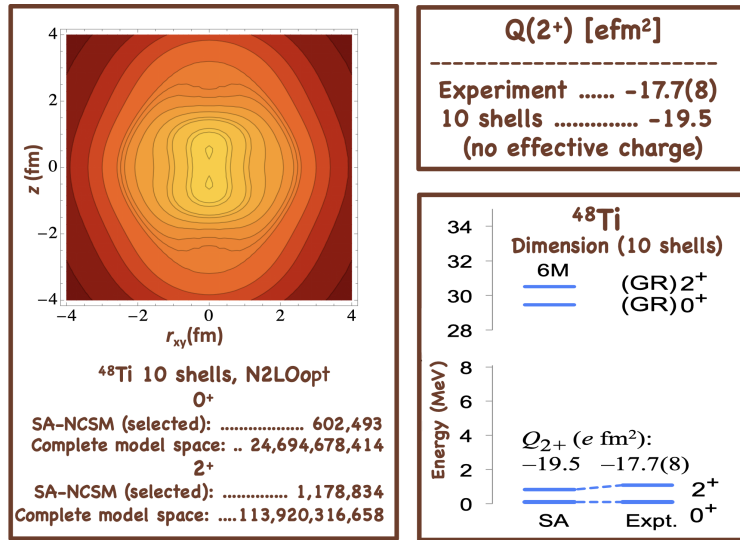 4
2
0
−2
−4
z (fm)
−4 −2 0 2 4
r_xy(fm)
⁴⁸Ti 10 shells, N2LOopt
0⁺
SA-NCSM (selected): .................. 602,493
Complete model space: .. 24,694,678,414
2⁺
SA-NCSM (selected): .............. 1,178,834
Complete model space: ....113,920,316,658
Q(2⁺) [efm²]
--------------------------
Experiment ...... -17.7(8)
10 shells ............... -19.5
(no effective charge)
⁴⁸Ti
Dimension (10 shells)
6M
34
32
30
28
(GR) 2⁺
(GR) 0⁺
8
6
4
2
0
Energy (MeV)
Q₂₊ (e fm²):
−19.5 −17.7(8)
2⁺
0⁺
SA Expt.